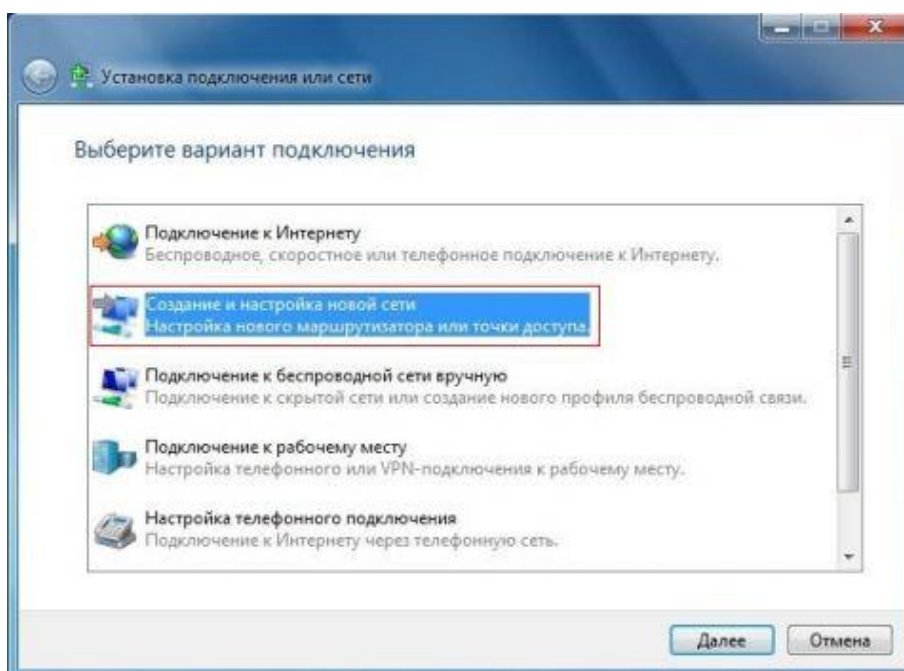 Установка подключения или сети
Выберите вариант подключения
Подключение к Интернету
Беспроводное, скоростное или телефонное подключение к Интернету.
Создание и настройка новой сети
Настройка нового маршрутизатора или точки доступа.
Подключение к беспроводной сети вручную
Подключение к скрытой сети или создание нового профиля беспроводной связи.
Подключение к рабочему месту
Настройка телефонного или VPN-подключения к рабочему месту.
Настройка телефонного подключения
Подключение к Интернету через телефонную сеть.
Далее
Отмена